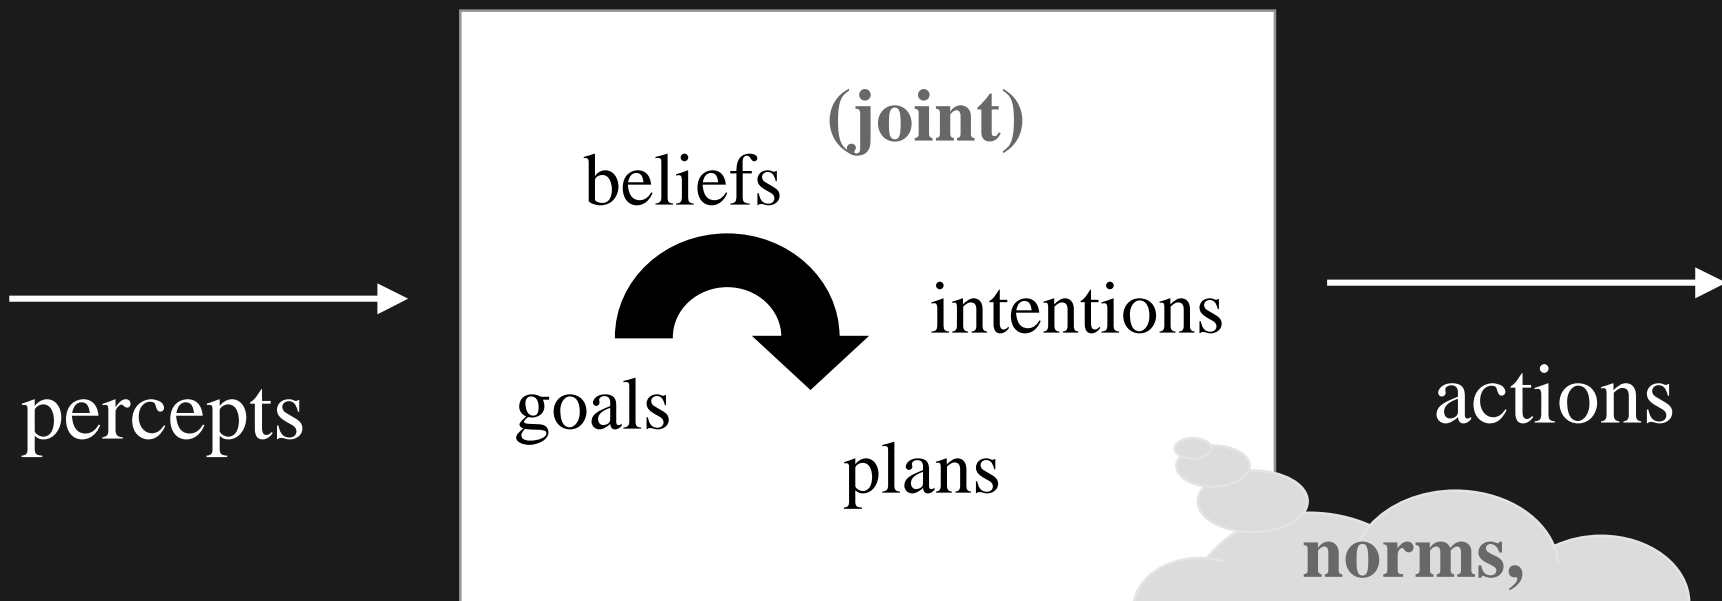 (joint)
beliefs
intentions
percepts
goals
actions
plans
norms,